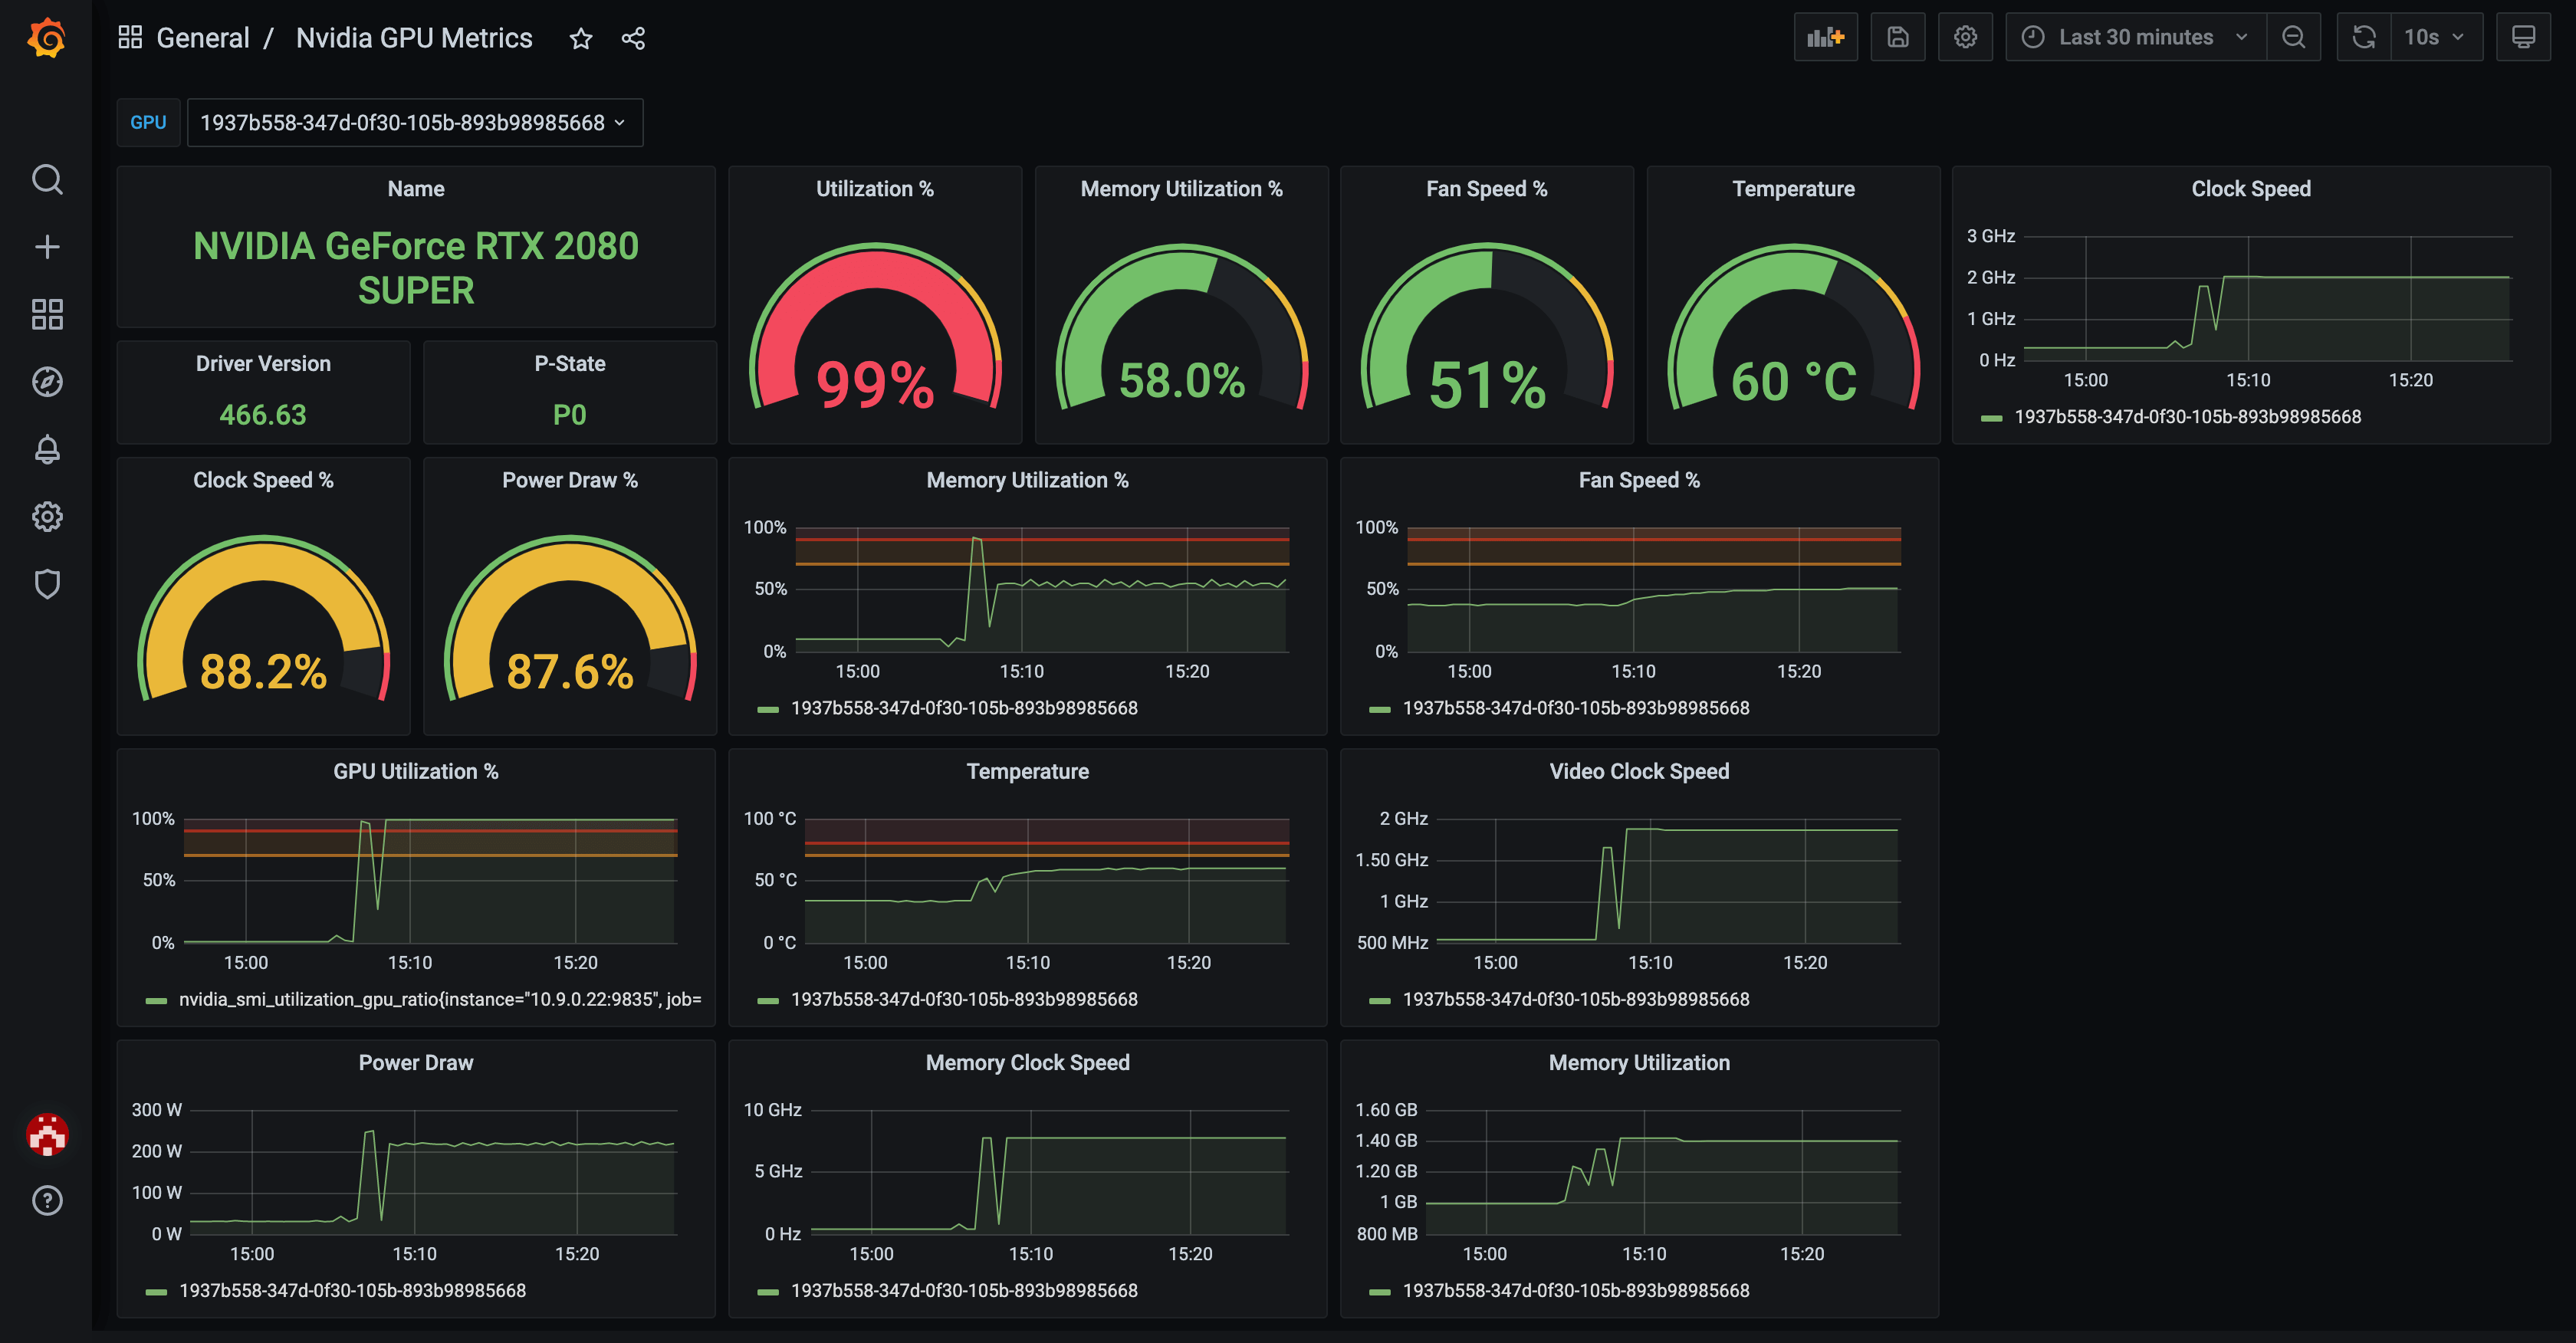 General / Nvidia GPU Metrics
Last 30 minutes
10s
GPU
1937b558-347d-0f30-105b-893b98985668
Name
NVIDIA GeForce RTX 2080
SUPER
Driver Version
466.63
P-State
P0
Utilization %
99%
Memory Utilization %
58.0%
Fan Speed %
51%
Temperature
60 °C
Clock Speed
3 GHz
2 GHz
1 GHz
0 Hz
15:00 15:10 15:20
1937b558-347d-0f30-105b-893b98985668
Clock Speed %
88.2%
Power Draw %
87.6%
Memory Utilization %
100%
50%
0%
15:00 15:10 15:20
1937b558-347d-0f30-105b-893b98985668
Fan Speed %
100%
50%
0%
15:00 15:10 15:20
1937b558-347d-0f30-105b-893b98985668
GPU Utilization %
100%
50%
0%
15:00 15:10 15:20
nvidia_smi_utilization_gpu_ratio{instance="10.9.0.22:9835", job=
Temperature
100 °C
50 °C
0 °C
15:00 15:10 15:20
1937b558-347d-0f30-105b-893b98985668
Video Clock Speed
2 GHz
1.50 GHz
1 GHz
500 MHz
15:00 15:10 15:20
1937b558-347d-0f30-105b-893b98985668
Power Draw
300 W
200 W
100 W
0 W
15:00 15:10 15:20
1937b558-347d-0f30-105b-893b98985668
Memory Clock Speed
10 GHz
5 GHz
0 Hz
15:00 15:10 15:20
1937b558-347d-0f30-105b-893b98985668
Memory Utilization
1.60 GB
1.40 GB
1.20 GB
1 GB
800 MB
15:00 15:10 15:20
1937b558-347d-0f30-105b-893b98985668